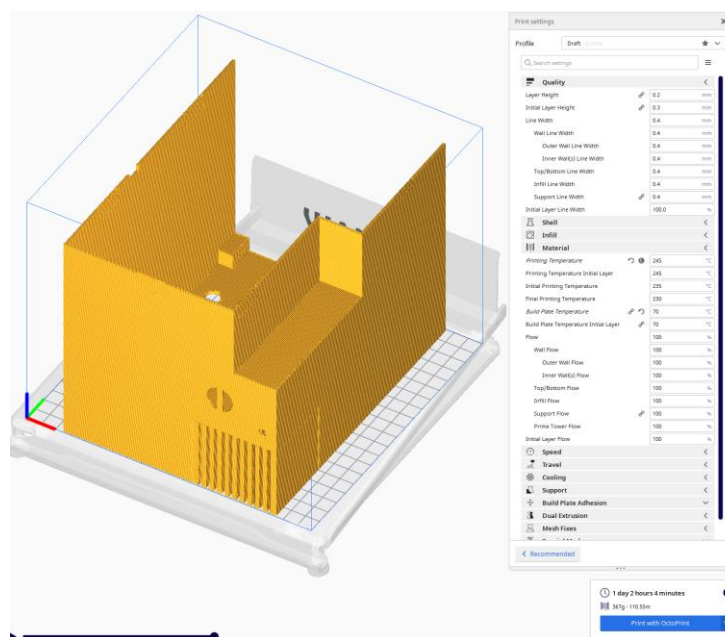 Print settings
Profile Draft 0.2mm
Search settings
Quality
Layer Height 0.2 mm
Initial Layer Height 0.3 mm
Line Width 0.4 mm
Wall Line Width 0.4 mm
Outer Wall Line Width 0.4 mm
Inner Wall(s) Line Width 0.4 mm
Top/Bottom Line Width 0.4 mm
Infill Line Width 0.4 mm
Support Line Width 0.4 mm
Initial Layer Line Width 100.0 %
Shell
Infill
Material
Printing Temperature 245 °C
Printing Temperature Initial Layer 245 °C
Initial Printing Temperature 235 °C
Final Printing Temperature 230 °C
Build Plate Temperature 70 °C
Build Plate Temperature Initial Layer 70 °C
Flow 100 %
Wall Flow 100 %
Outer Wall Flow 100 %
Inner Wall(s) Flow 100 %
Top/Bottom Flow 100 %
Infill Flow 100 %
Support Flow 100 %
Prime Tower Flow 100 %
Initial Layer Flow 100 %
Speed
Travel
Cooling
Support
Build Plate Adhesion
Dual Extrusion
Mesh Fixes
Recommended
1 day 2 hours 4 minutes
367g · 110.55m
Print with OctoPrint